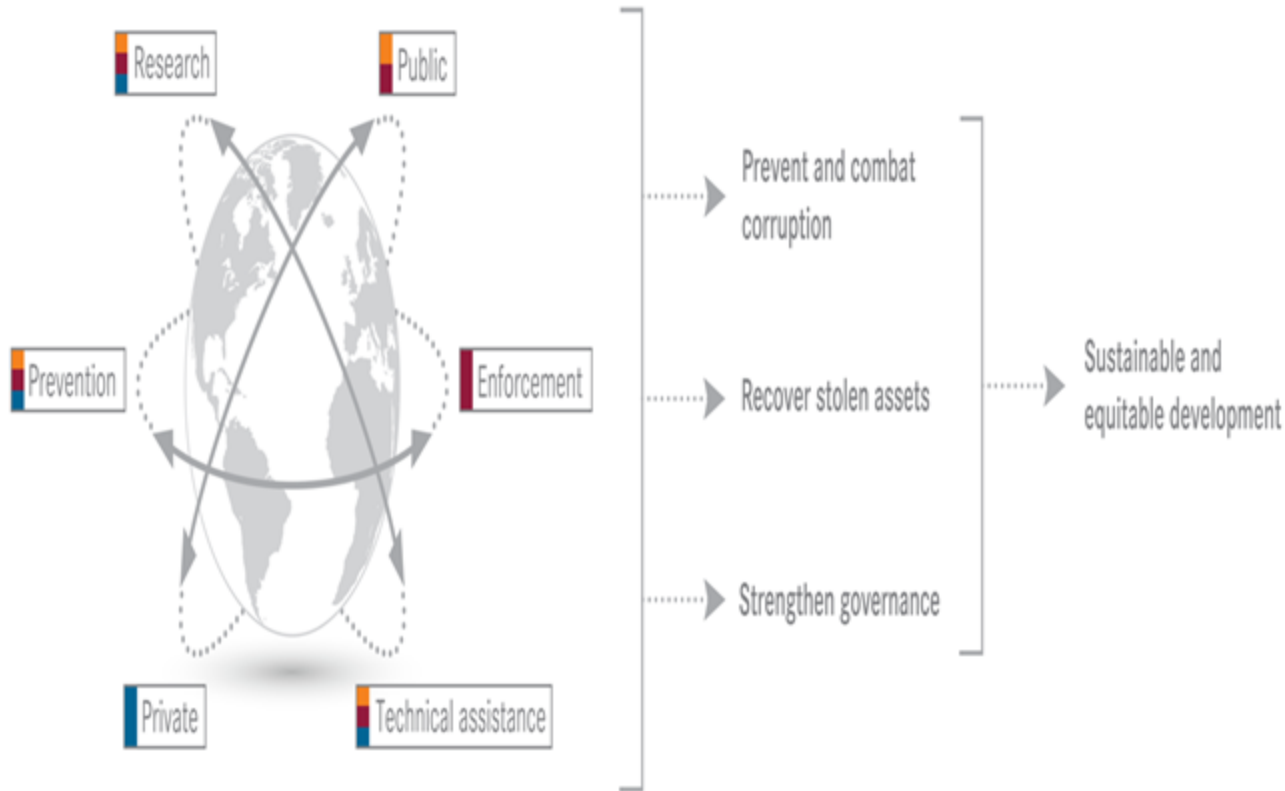 Research
Public
Prevention
Enforcement
Private
Technical assistance
Prevent and combat
corruption
Recover stolen assets
Strengthen governance
Sustainable and
equitable development